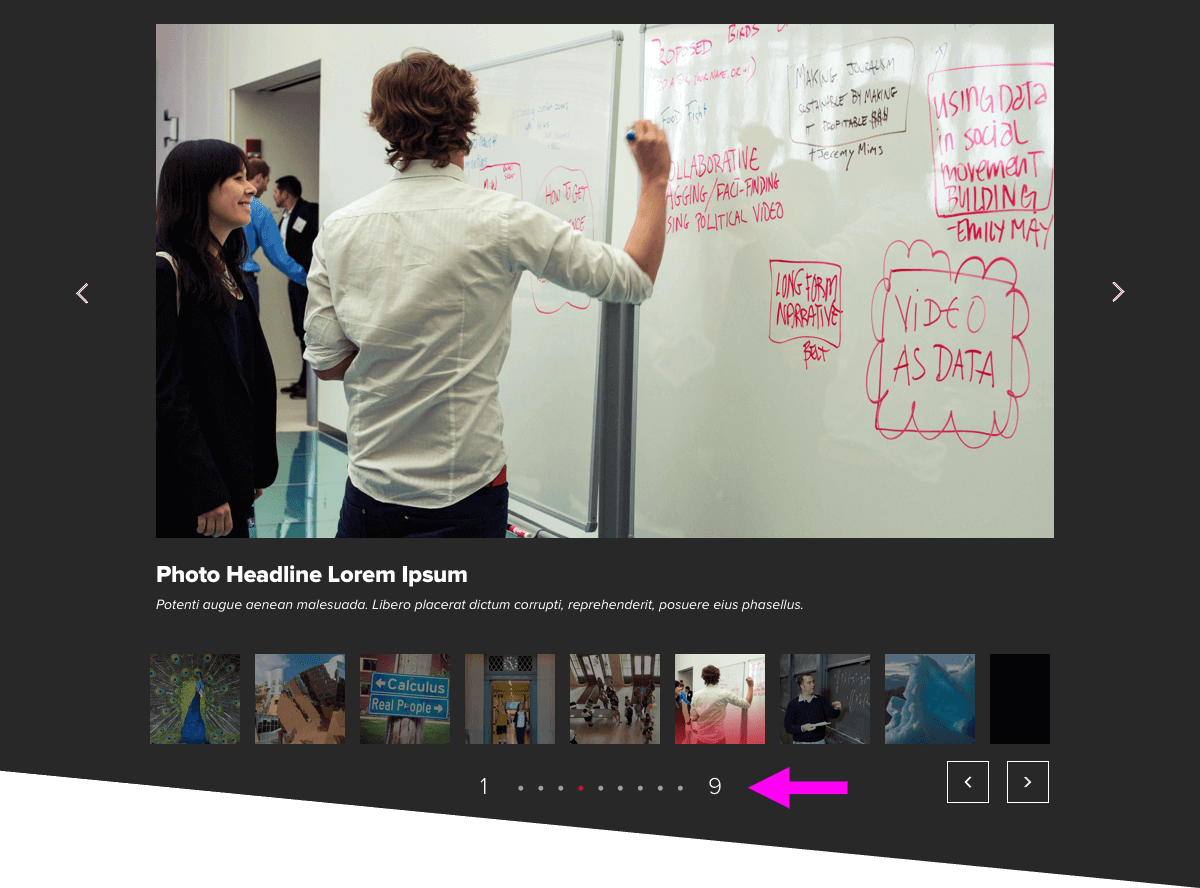 PROPOSED BIRDS
MAKING JOURNALISM
SUSTAINABLE BY MAKING
IT PROFITABLE
Jeremy Mims
Food Fight
USING DATA
in social
movement
BUILDING
-EMILY MAY
COLLABORATIVE
TAGGING/FACT-FINDING
USING POLITICAL VIDEO
HOW TO GET
LONG FORM
NARRATIVE
BELT
VIDEO
AS DATA
Photo Headline Lorem Ipsum
Potenti augue aenean malesuada. Libero placerat dictum corrupti, reprehenderit, posuere eius phasellus.
Calculus
Real People
1
9